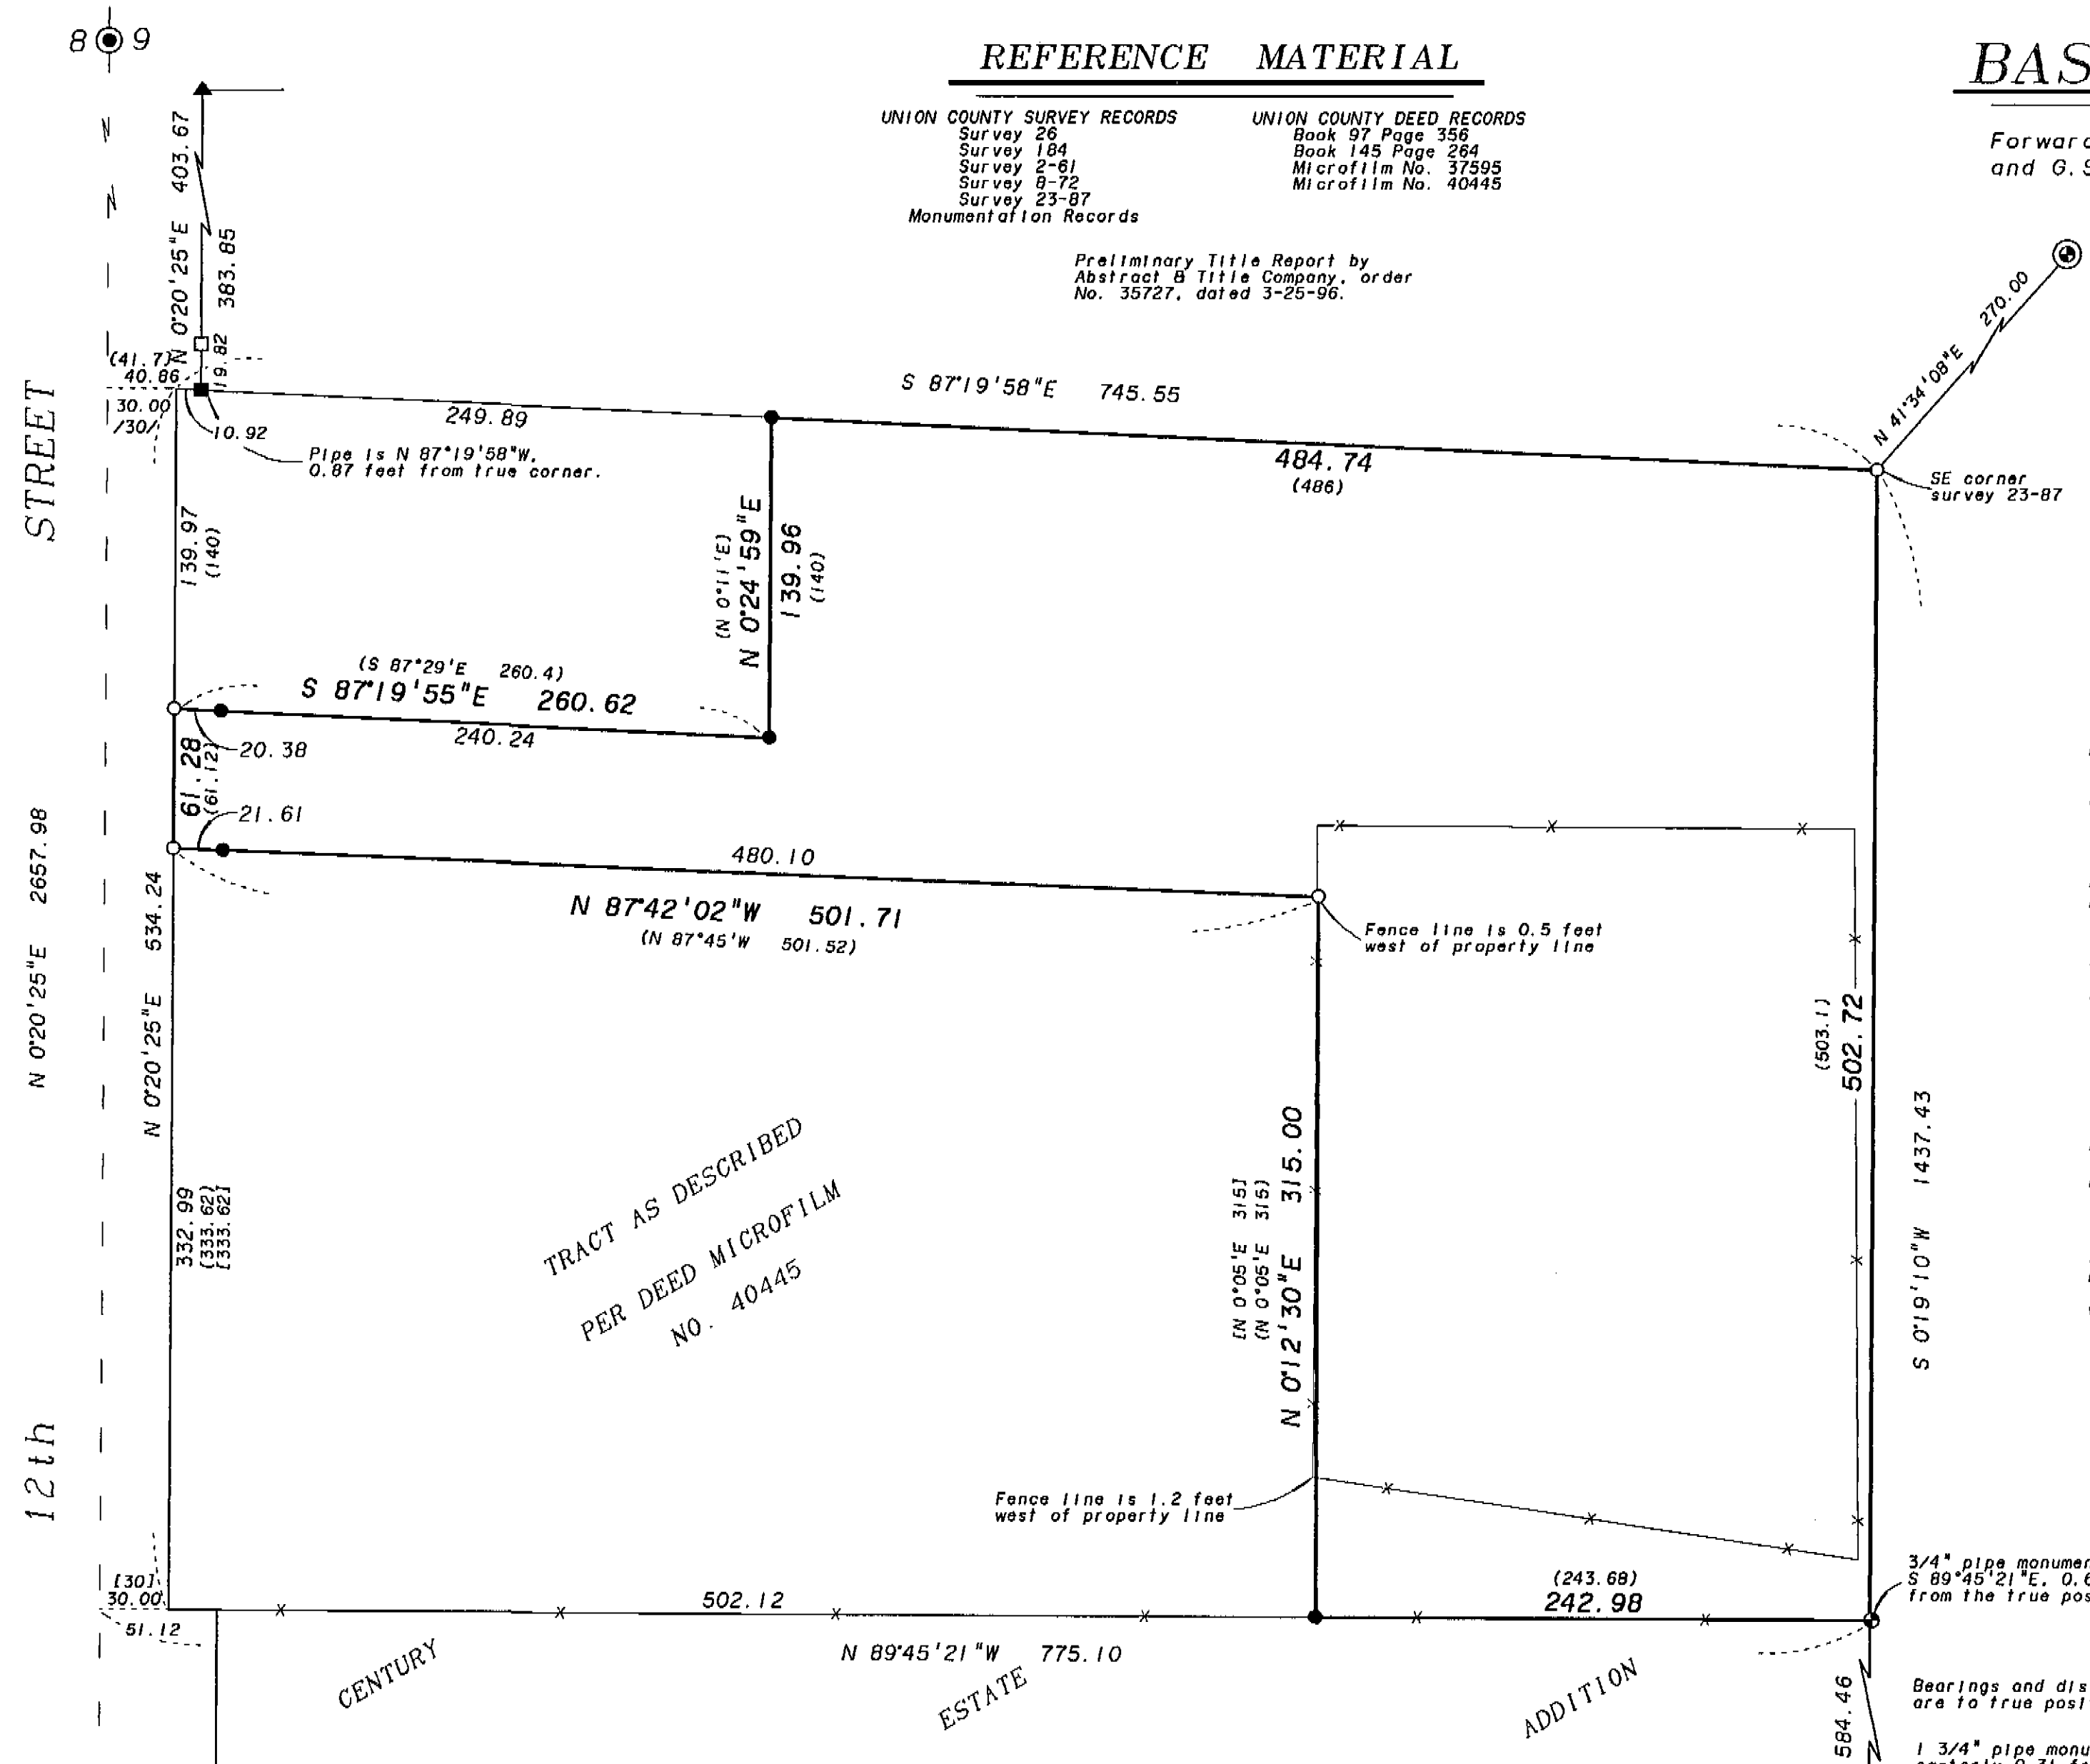 8 9
REFERENCE MATERIAL
BAS
UNION COUNTY SURVEY RECORDS
Survey 26
Survey 184
Survey 2-61
Survey 8-72
Survey 23-87
Monumentation Records
UNION COUNTY DEED RECORDS
Book 97 Page 356
Book 145 Page 264
Microfilm No. 37595
Microfilm No. 40445
Forward
and G.S
Preliminary Title Report by
Abstract & Title Company, order
No. 35727, dated 3-25-96.
N 0°20'25"E 403.67
383.85
19.82
(41.7)
40.86
30.00
/30/
10.92
Pipe is N 87°19'58"W,
0.87 feet from true corner.
249.89
S 87°19'58"E 745.55
484.74
(486)
N 41°34'08"E 270.00
SE corner
survey 23-87
STREET
139.97
(140)
(N 0°11'E)
N 0°24'59"E
139.96
(140)
(S 87°29'E 260.4)
S 87°19'55"E 260.62
240.24
20.38
61.28
(61.12)
21.61
480.10
N 87°42'02"W 501.71
(N 87°45'W 501.52)
Fence line is 0.5 feet
west of property line
N 0°20'25"E 2657.98
N 0°20'25"E 534.24
332.99
(333.62)
[333.62]
TRACT AS DESCRIBED
PER DEED MICROFILM
NO. 40445
[N 0°05'E 315]
(N 0°05'E 315)
N 0°12'30"E 315.00
(503.1)
502.72
S 0°19'10"W 1437.43
12th
Fence line is 1.2 feet
west of property line
[30]
30.00
51.12
502.12
(243.68)
242.98
N 89°45'21"W 775.10
CENTURY ESTATE ADDITION
3/4" pipe monumen
S 89°45'21"E, 0.6
from the true pos
584.46
Bearings and dis
are to true posi
1 3/4" pipe monu